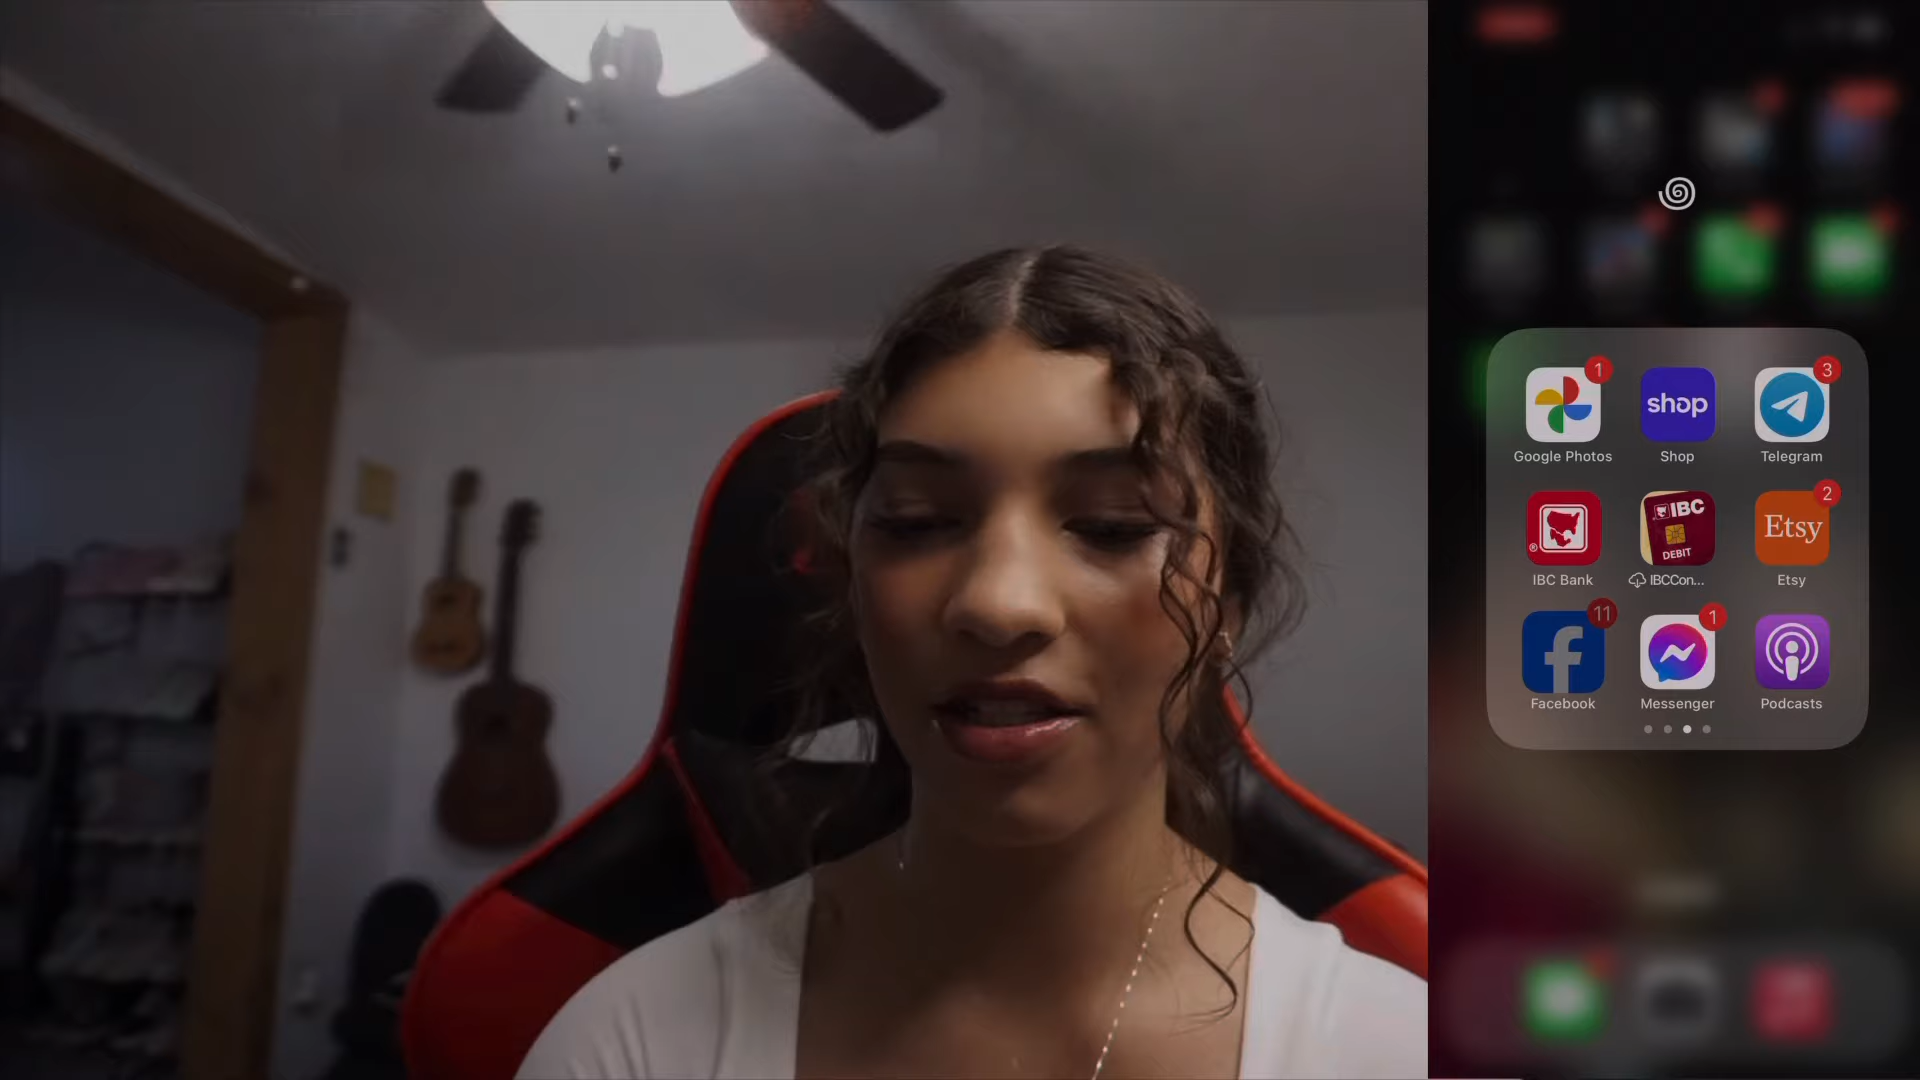 1
3
shop
Google Photos
Shop
Telegram
2
IBC
DEBIT
Etsy
®
IBC Bank
IBCCon...
Etsy
11
1
Facebook
Messenger
Podcasts